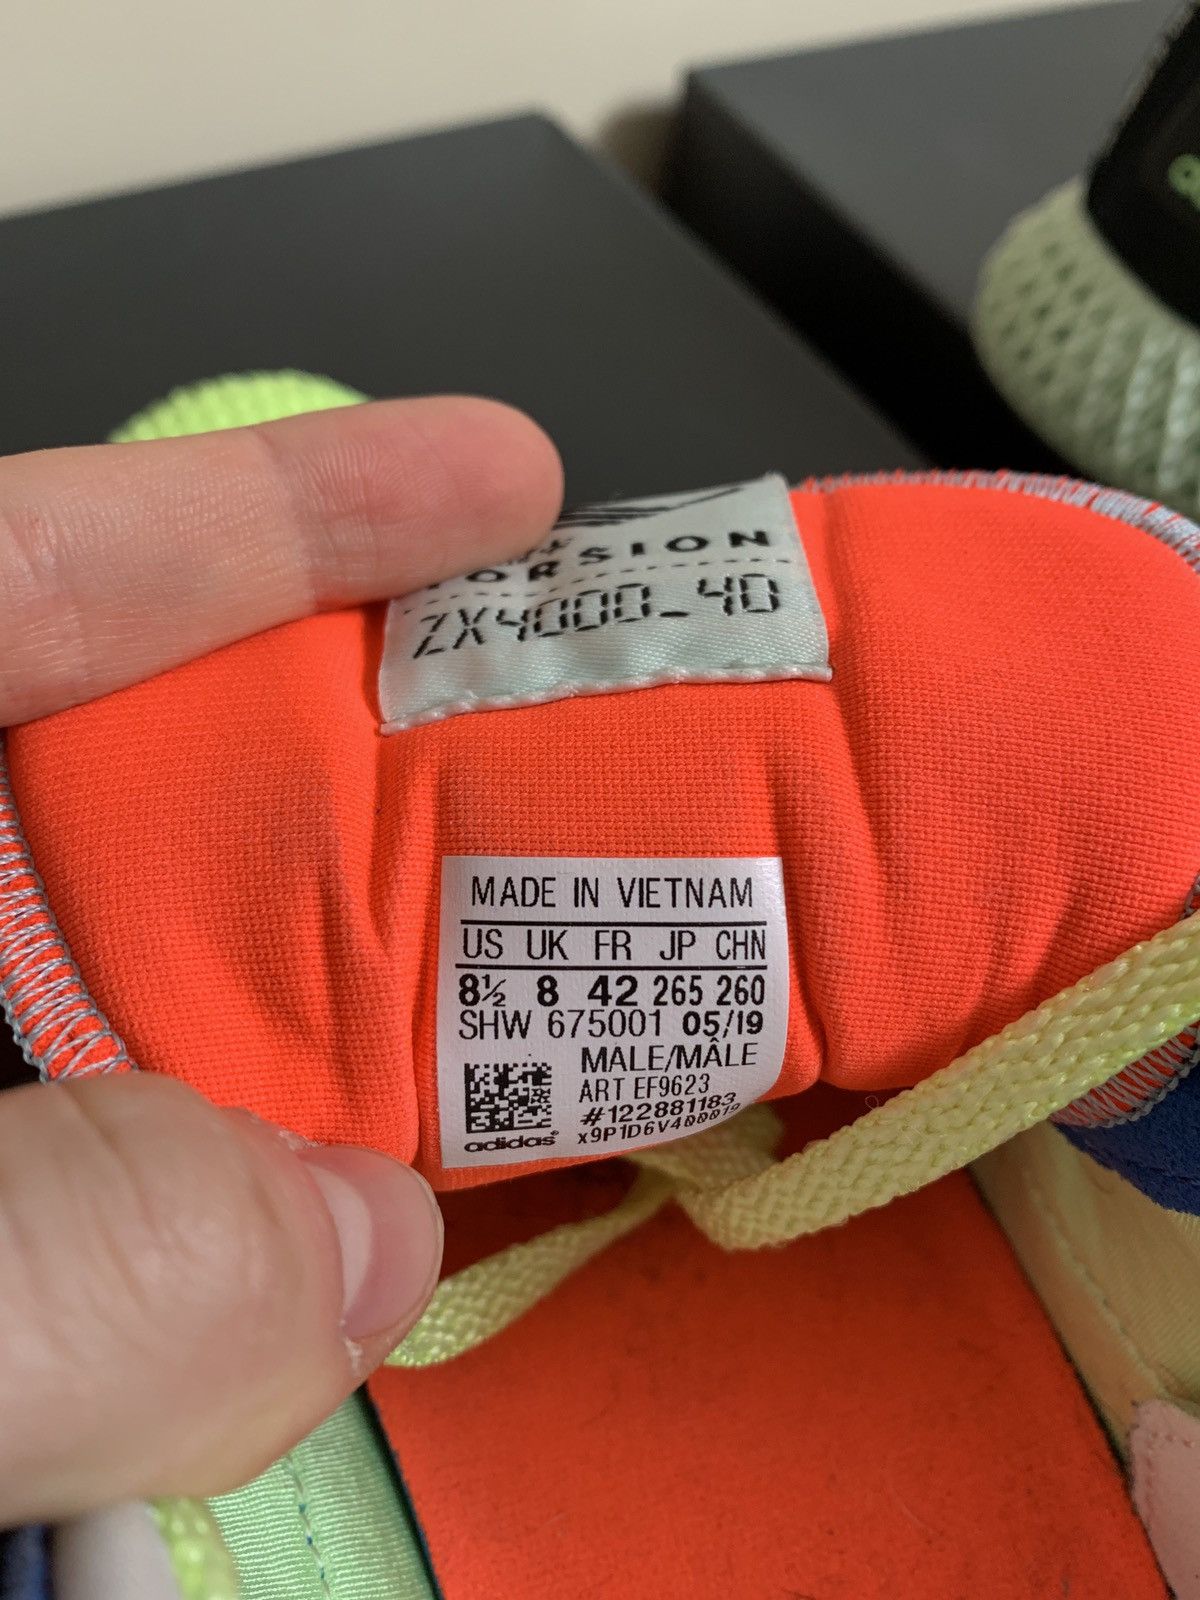 TORSION
ZX4000_4D
MADE IN VIETNAM
US UK FR JP CHN
8½ 8 42 265 260
SHW 675001 05/19
MALE/MÂLE
ART EF9623
#122881183
adidas®